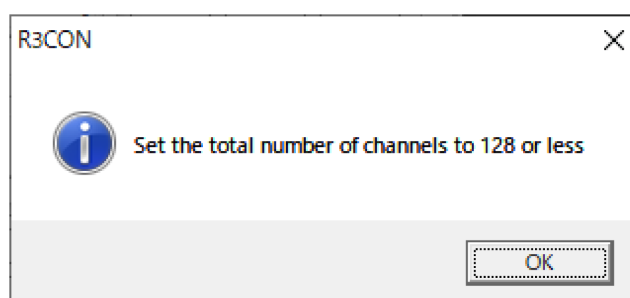 R3CON
Set the total number of channels to 128 or less
OK